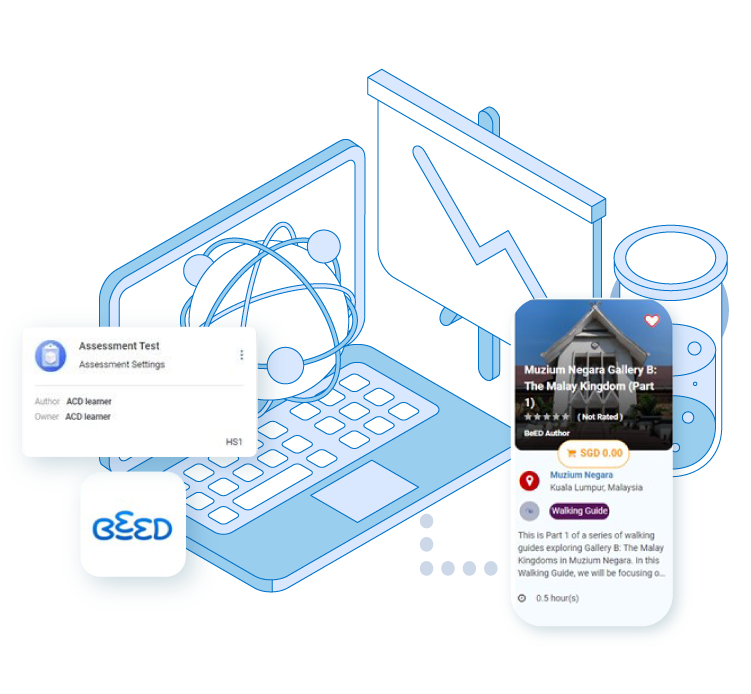 Assessment Test
Assessment Settings
Author ACD learner
Owner ACD learner
HS1
BEED
Muzium Negara Gallery B:
The Malay Kingdom (Part
1)
( Not Rated )
BeED Author
SGD 0.00
Muzium Negara
Kuala Lumpur, Malaysia
Walking Guide
This is Part 1 of a series of walking
guides exploring Gallery B: The Malay
Kingdoms in Muzium Negara. In this
Walking Guide, we will be focusing o...
0.5 hour(s)